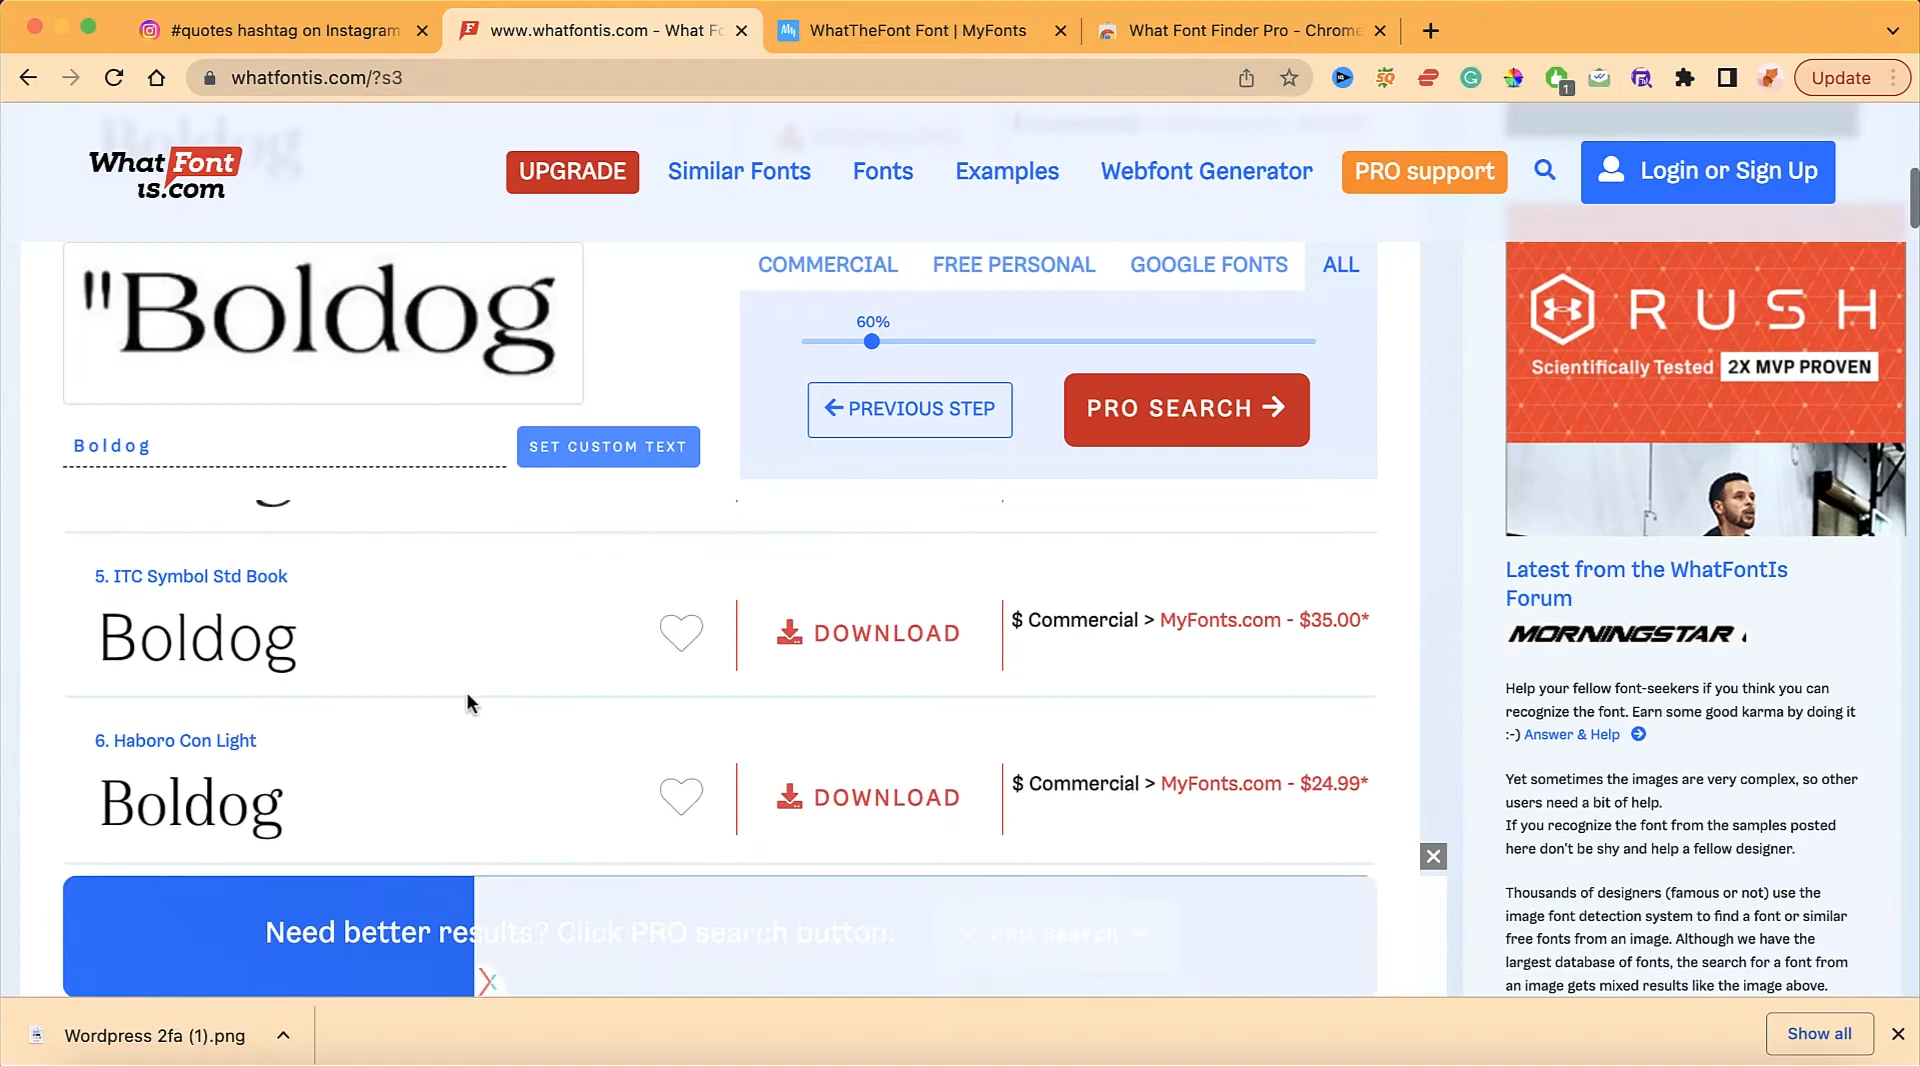 #quotes hashtag on Instagram
www.whatfontis.com - What Fo
WhatTheFont Font | MyFonts
What Font Finder Pro - Chrome
whatfontis.com/?s3
1
Update
What Font
is.com
UPGRADE
Similar Fonts
Fonts
Examples
Webfont Generator
PRO support
Login or Sign Up
"Boldog
COMMERCIAL
FREE PERSONAL
GOOGLE FONTS
ALL
60%
PREVIOUS STEP
PRO SEARCH
Boldog
SET CUSTOM TEXT
RUSH
Scientifically Tested 2X MVP PROVEN
5. ITC Symbol Std Book
Boldog
DOWNLOAD
$ Commercial > MyFonts.com - $35.00*
6. Haboro Con Light
Boldog
DOWNLOAD
$ Commercial > MyFonts.com - $24.99*
Need better results? Click PRO search button.
PRO Search
Latest from the WhatFontIs
Forum
MORNINGSTAR
Help your fellow font-seekers if you think you can
recognize the font. Earn some good karma by doing it
:-) Answer & Help
Yet sometimes the images are very complex, so other
users need a bit of help.
If you recognize the font from the samples posted
here don't be shy and help a fellow designer.
Thousands of designers (famous or not) use the
image font detection system to find a font or similar
free fonts from an image. Although we have the
largest database of fonts, the search for a font from
an image gets mixed results like the image above.
Wordpress 2fa (1).png
Show all